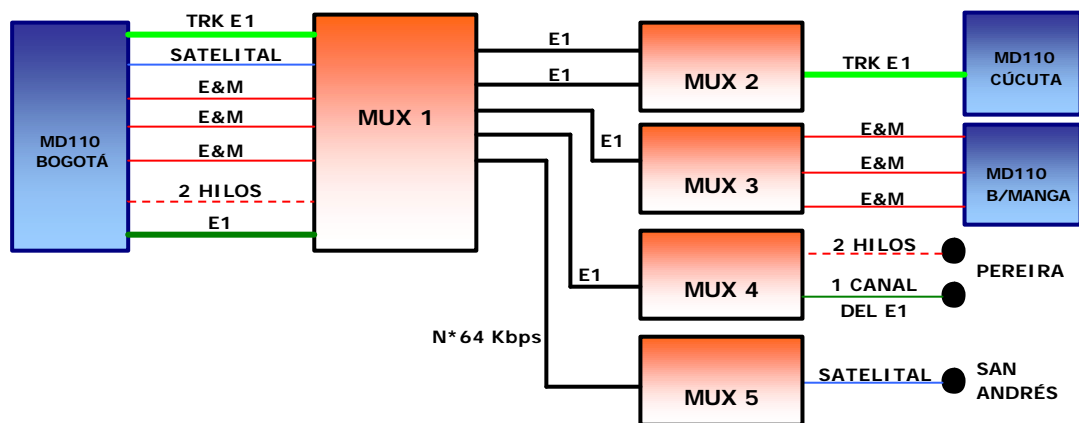 TRK E1
SATELITAL
E&M
E&M
E&M
2 HILOS
E1
MD110
BOGOTÁ
MUX 1
E1
E1
E1
E1
N*64 Kbps
MUX 2
TRK E1
MD110
CÚCUTA
MUX 3
E&M
E&M
E&M
MD110
B/MANGA
MUX 4
2 HILOS
1 CANAL
DEL E1
PEREIRA
MUX 5
SATELITAL
SAN
ANDRÉS